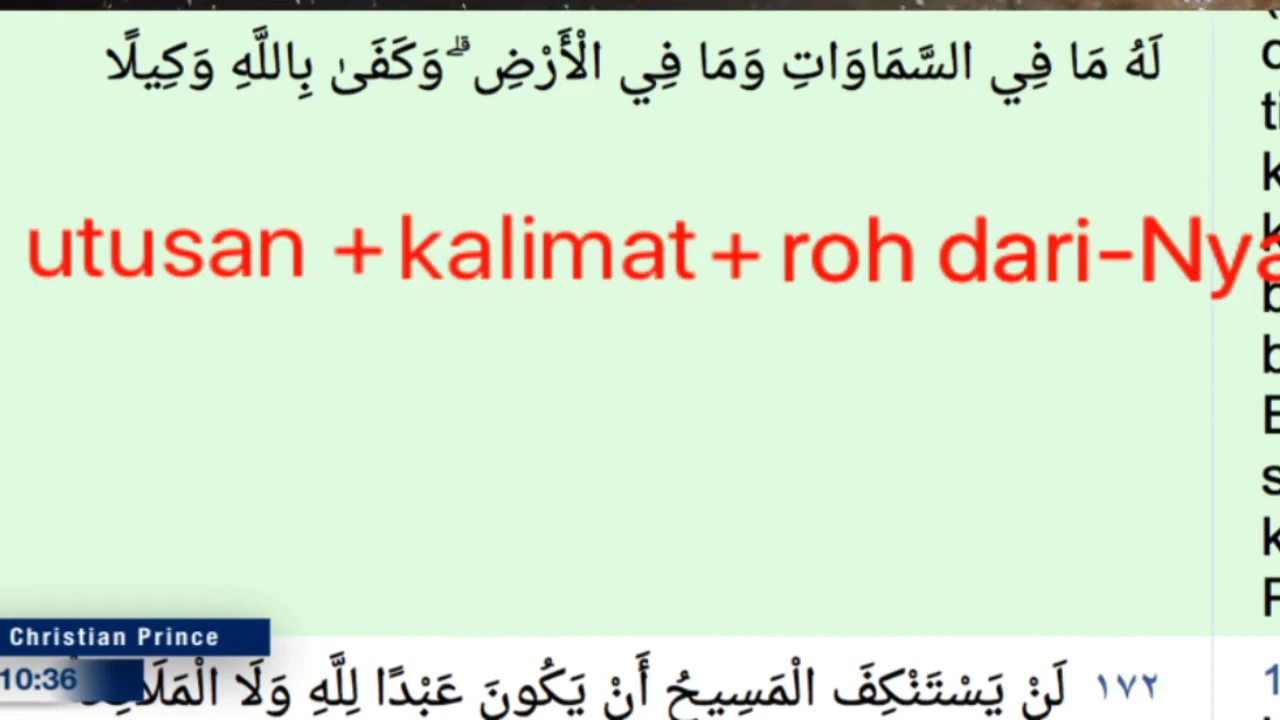 لَهُ مَا فِي السَّمَاوَاتِ وَمَا فِي الْأَرْضِ ۗ وَكَفَىٰ بِاللَّهِ وَكِيلًا
utusan + kalimat + roh dari-Nya
Christian Prince
10:36
١٧٢ لَنْ يَسْتَنْكِفَ الْمَسِيحُ أَنْ يَكُونَ عَبْدًا لِلَّهِ وَلَا